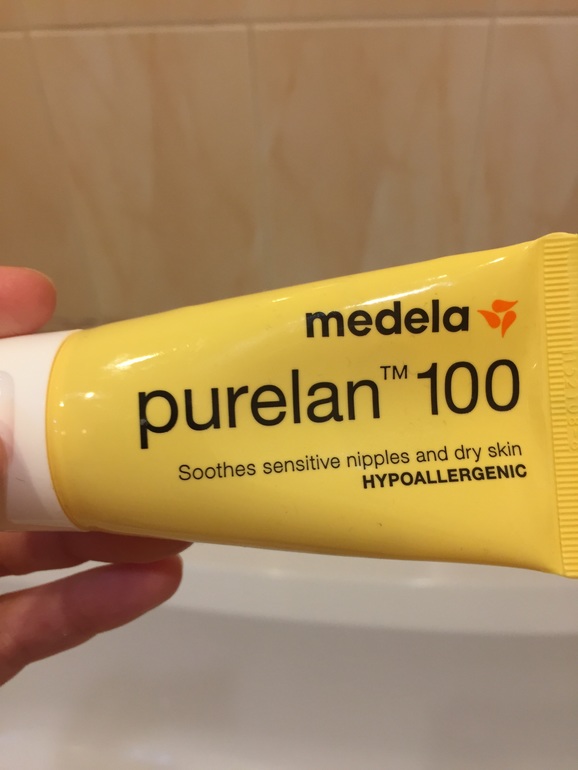 medela
purelan™ 100
Soothes sensitive nipples and dry skin
HYPOALLERGENIC